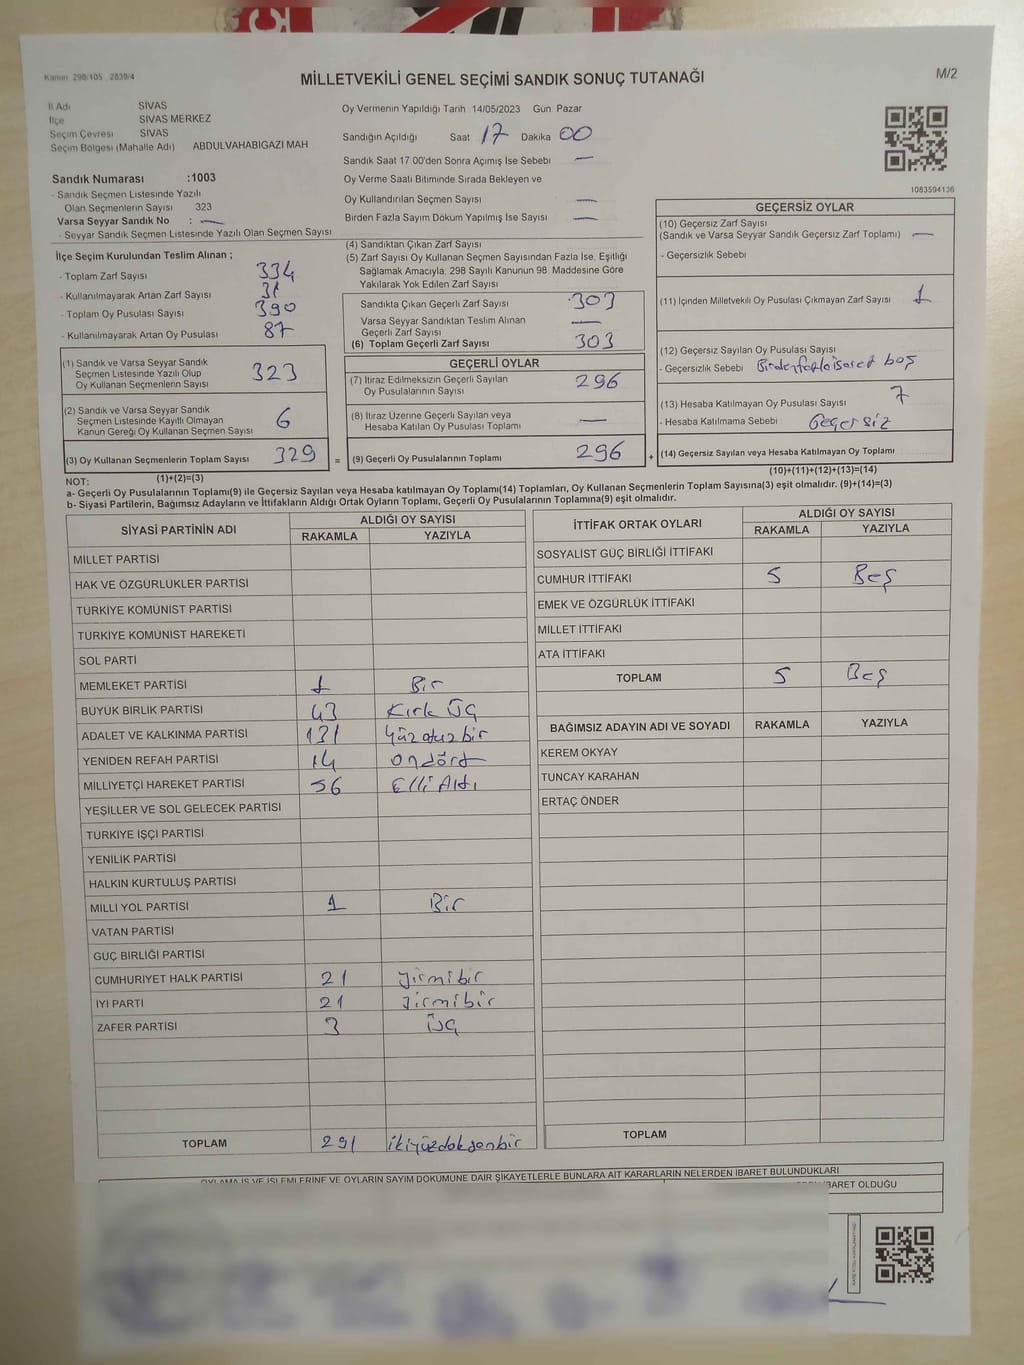 Kanun 298/105 2839/4
MİLLETVEKİLİ GENEL SEÇİMİ SANDIK SONUÇ TUTANAĞI
M/2
İl Adı SİVAS
İlçe SİVAS MERKEZ
Seçim Çevresi SİVAS
Seçim Bölgesi (Mahalle Adı) ABDULVAHABİGAZİ MAH
Sandık Numarası :1003
- Sandık Seçmen Listesinde Yazılı
Olan Seçmenlerin Sayısı 323
Varsa Seyyar Sandık No : —
- Seyyar Sandık Seçmen Listesinde Yazılı Olan Seçmen Sayısı
Oy Vermenin Yapıldığı Tarih 14/05/2023 Gün Pazar
Sandığın Açıldığı Saat 17 Dakika 00
Sandık Saat 17 00'den Sonra Açımış İse Sebebi —
Oy Verme Saati Bitiminde Sırada Bekleyen ve
Oy Kullandırılan Seçmen Sayısı —
Birden Fazla Sayım Döküm Yapılmış İse Sayısı —
1083594136
İlçe Seçim Kurulundan Teslim Alınan ;
- Toplam Zarf Sayısı 334
- Kullanılmayarak Artan Zarf Sayısı 31
- Toplam Oy Pusulası Sayısı 390
- Kullanılmayarak Artan Oy Pusulası 87
(1) Sandık ve Varsa Seyyar Sandık
Seçmen Listesinde Yazılı Olup
Oy Kullanan Seçmenlerin Sayısı 323
(2) Sandık ve Varsa Seyyar Sandık
Seçmen Listesinde Kayıtlı Olmayan
Kanun Gereği Oy Kullanan Seçmen Sayısı 6
(3) Oy Kullanan Seçmenlerin Toplam Sayısı 329
(1)+(2)=(3)
=
(4) Sandıktan Çıkan Zarf Sayısı
(5) Zarf Sayısı Oy Kullanan Seçmen Sayısından Fazla İse, Eşitliği
Sağlamak Amacıyla, 298 Sayılı Kanunun 98. Maddesine Göre
Yakılarak Yok Edilen Zarf Sayısı
Sandıkta Çıkan Geçerli Zarf Sayısı 303
Varsa Seyyar Sandıktan Teslim Alınan
Geçerli Zarf Sayısı —
(6) Toplam Geçerli Zarf Sayısı 303
GEÇERLİ OYLAR
(7) İtiraz Edilmeksizin Geçerli Sayılan
Oy Pusulalarının Sayısı 296
(8) İtiraz Üzerine Geçerli Sayılan veya
Hesaba Katılan Oy Pusulası Toplamı —
(9) Geçerli Oy Pusulalarının Toplamı 296
+
GEÇERSİZ OYLAR
(10) Geçersiz Zarf Sayısı
(Sandık ve Varsa Seyyar Sandık Geçersiz Zarf Toplamı) —
- Geçersizlik Sebebi
(11) İçinden Milletvekili Oy Pusulası Çıkmayan Zarf Sayısı 1
(12) Geçersiz Sayılan Oy Pusulası Sayısı
- Geçersizlik Sebebi Birden fazla işaret boş
(13) Hesaba Katılmayan Oy Pusulası Sayısı 7
- Hesaba Katılmama Sebebi Geçersiz
(14) Geçersiz Sayılan veya Hesaba Katılmayan Oy Toplamı
(10)+(11)+(12)+(13)=(14)
NOT:
a- Geçerli Oy Pusulalarının Toplamı(9) ile Geçersiz Sayılan veya Hesaba katılmayan Oy Toplamı(14) Toplamları, Oy Kullanan Seçmenlerin Toplam Sayısına(3) eşit olmalıdır. (9)+(14)=(3)
b- Siyasi Partilerin, Bağımsız Adayların ve İttifakların Aldığı Ortak Oyların Toplamı, Geçerli Oy Pusulalarının Toplamına(9) eşit olmalıdır.
SİYASİ PARTİNİN ADI ALDIĞI OY SAYISI
RAKAMLA YAZIYLA
MİLLET PARTİSİ
HAK VE ÖZGÜRLÜKLER PARTİSİ
TÜRKİYE KOMÜNİST PARTİSİ
TÜRKİYE KOMÜNİST HAREKETİ
SOL PARTİ
MEMLEKET PARTİSİ 1 Bir
BÜYÜK BİRLİK PARTİSİ 43 Kırk Üç
ADALET VE KALKINMA PARTİSİ 131 Yüzotuzbir
YENİDEN REFAH PARTİSİ 14 Ondört
MİLLİYETÇİ HAREKET PARTİSİ 56 Elli Altı
YEŞİLLER VE SOL GELECEK PARTİSİ
TÜRKİYE İŞÇİ PARTİSİ
YENİLİK PARTİSİ
HALKIN KURTULUŞ PARTİSİ
MİLLİ YOL PARTİSİ 1 Bir
VATAN PARTİSİ
GÜÇ BİRLİĞİ PARTİSİ
CUMHURİYET HALK PARTİSİ 21 Yirmibir
İYİ PARTİ 21 Yirmibir
ZAFER PARTİSİ 3 Üç
TOPLAM 291 ikiyüzdoksanbir
İTTİFAK ORTAK OYLARI ALDIĞI OY SAYISI
RAKAMLA YAZIYLA
SOSYALİST GÜÇ BİRLİĞİ İTTİFAKI
CUMHUR İTTİFAKI 5 Beş
EMEK VE ÖZGÜRLÜK İTTİFAKI
MİLLET İTTİFAKI
ATA İTTİFAKI
TOPLAM 5 Beş
BAĞIMSIZ ADAYIN ADI VE SOYADI RAKAMLA YAZIYLA
KEREM OKYAY
TUNCAY KARAHAN
ERTAÇ ÖNDER
TOPLAM
OYLAMA İŞ VE İŞLEMLERİNE VE OYLARIN SAYIM DÖKÜMÜNE DAİR ŞİKAYETLERLE BUNLARA AİT KARARLARIN NELERDEN İBARET BULUNDUKLARI
İBARET OLDUĞU